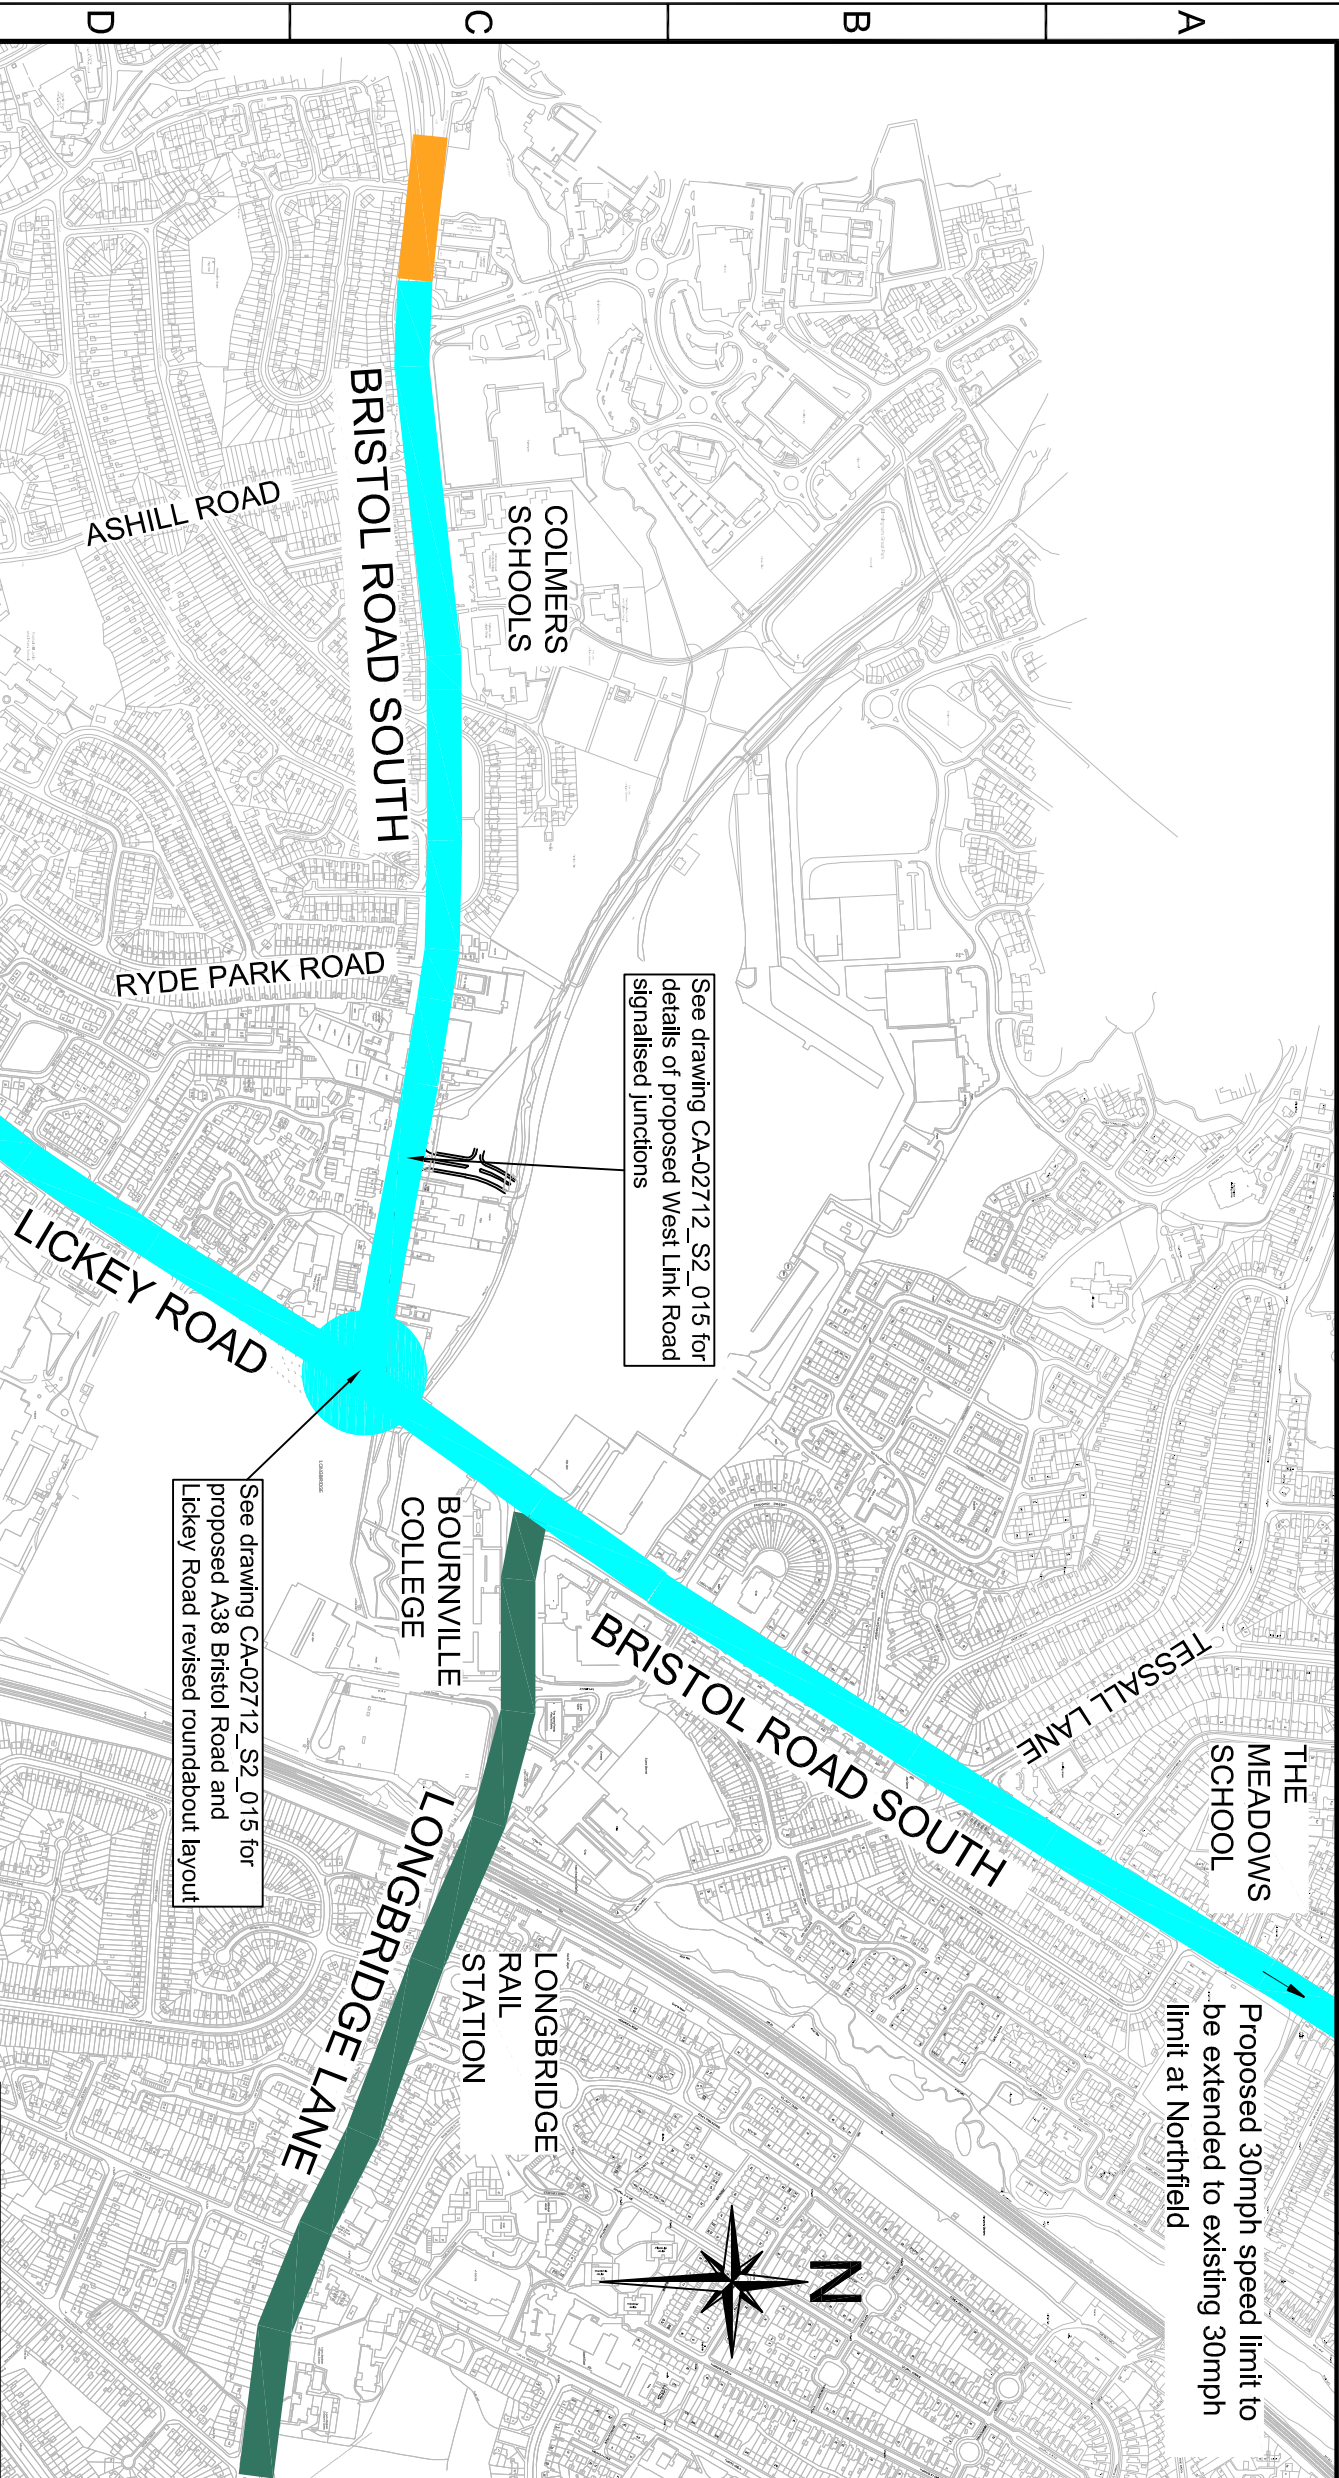 A
B
C
D
THE
MEADOWS
SCHOOL
Proposed 30mph speed limit to
be extended to existing 30mph
limit at Northfield
TESSALL LANE
BRISTOL ROAD SOUTH
N
See drawing CA-02712_S2_015 for
details of proposed West Link Road
signalised junctions
COLMERS
SCHOOLS
BRISTOL ROAD SOUTH
ASHILL ROAD
RYDE PARK ROAD
LICKEY ROAD
BOURNVILLE
COLLEGE
LONGBRIDGE
RAIL
STATION
LONGBRIDGE LANE
See drawing CA-02712_S2_015 for
proposed A38 Bristol Road and
Lickey Road revised roundabout layout